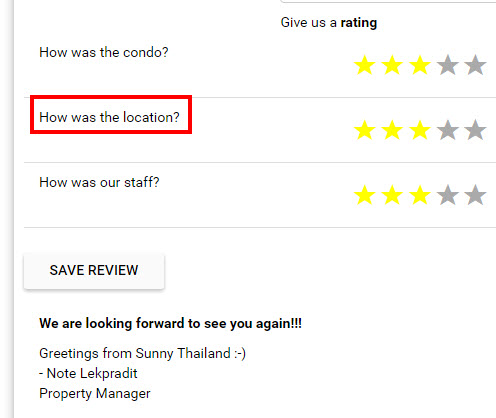 Give us a rating
How was the condo?
How was the location?
How was our staff?
SAVE REVIEW
We are looking forward to see you again!!!
Greetings from Sunny Thailand :-)
- Note Lekpradit
Property Manager